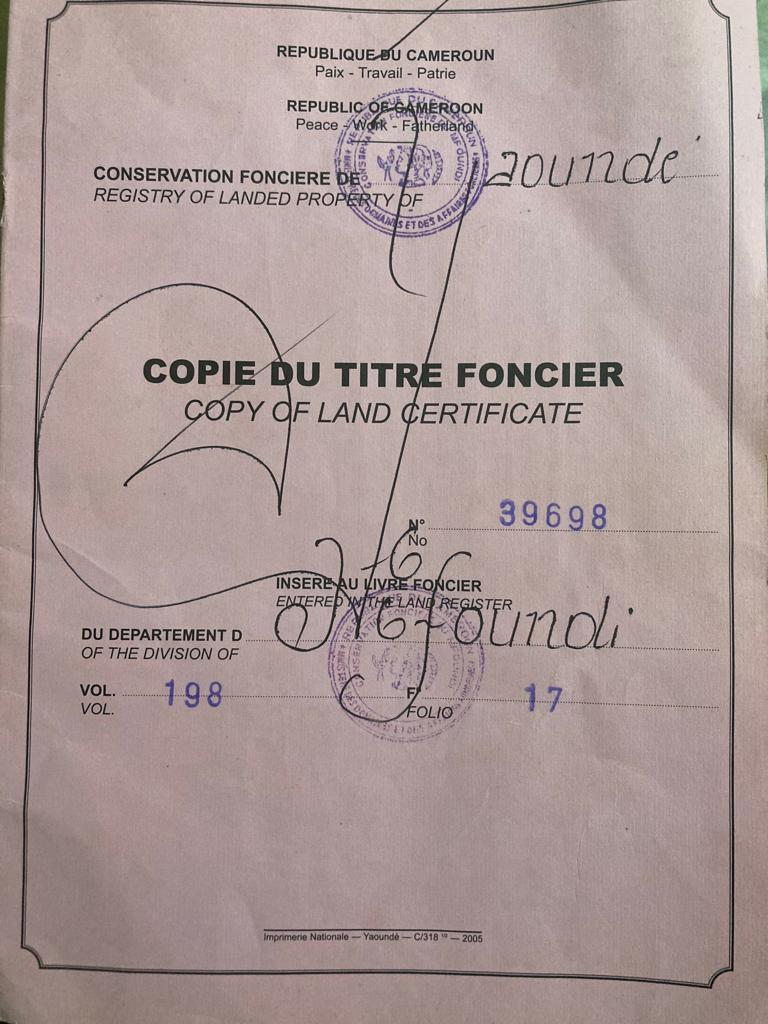 REPUBLIQUE DU CAMEROUN
Paix - Travail - Patrie
REPUBLIC OF CAMEROON
Peace - Work - Fatherland
CONSERVATION FONCIERE DE Yaoundé
REGISTRY OF LANDED PROPERTY OF
COPIE DU TITRE FONCIER
COPY OF LAND CERTIFICATE
N° 39698
No
INSERE AU LIVRE FONCIER
ENTERED IN THE LAND REGISTER
DU DEPARTEMENT D u Mfoundi
OF THE DIVISION OF
VOL. 198 F° 17
VOL. FOLIO
Imprimerie Nationale — Yaoundé — C/318 — 2005